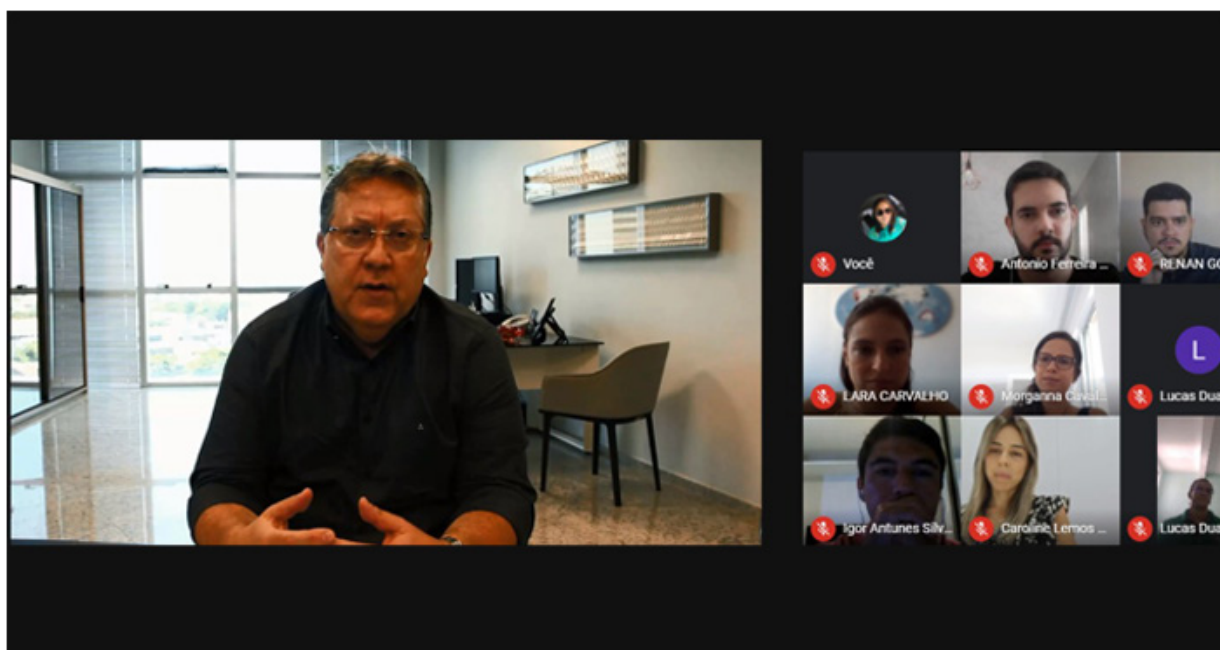 Você
Antonio Ferreira ...
RENAN GO
LARA CARVALHO
Morganna Caval...
L
Lucas Dua
Igor Antunes Silv...
Caroline Lemos ...
Lucas Dua